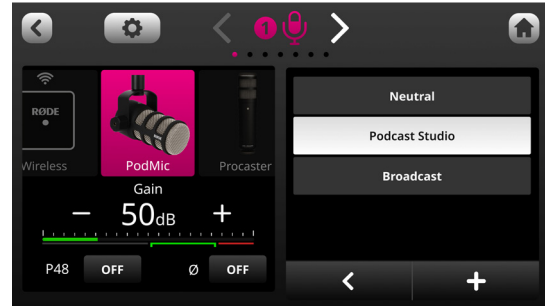 1
RØDE
Wireless
PodMic
Procaster
Gain
− 50dB +
P48 OFF Ø OFF
Neutral
Podcast Studio
Broadcast
+